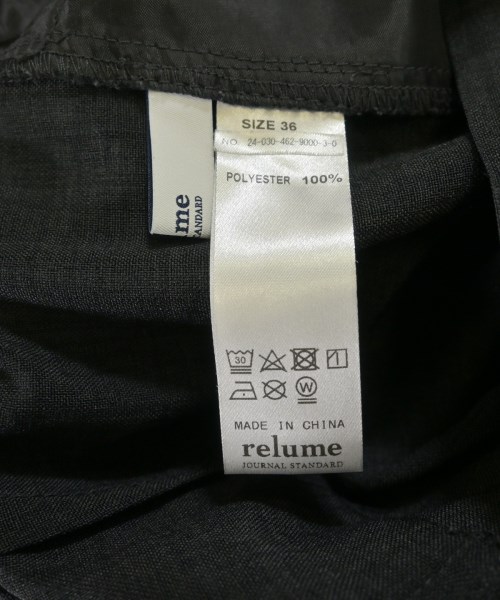 SIZE 36
NO. 24-030-462-9000-3-0
POLYESTER 100%
30
W
MADE IN CHINA
relume
JOURNAL STANDARD
ume
STANDARD